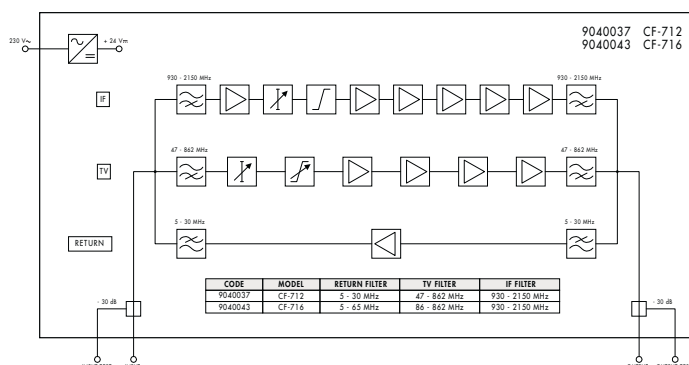 9040037 CF-712
9040043 CF-716
230 V~
+ 24 V
930 - 2150 MHz
930 - 2150 MHz
IF
47 - 862 MHz
47 - 862 MHz
TV
5 - 30 MHz
5 - 30 MHz
RETURN
CODE MODEL RETURN FILTER TV FILTER IF FILTER
9040037 CF-712 5 - 30 MHz 47 - 862 MHz 930 - 2150 MHz
9040043 CF-716 5 - 65 MHz 86 - 862 MHz 930 - 2150 MHz
- 30 dB
- 30 dB